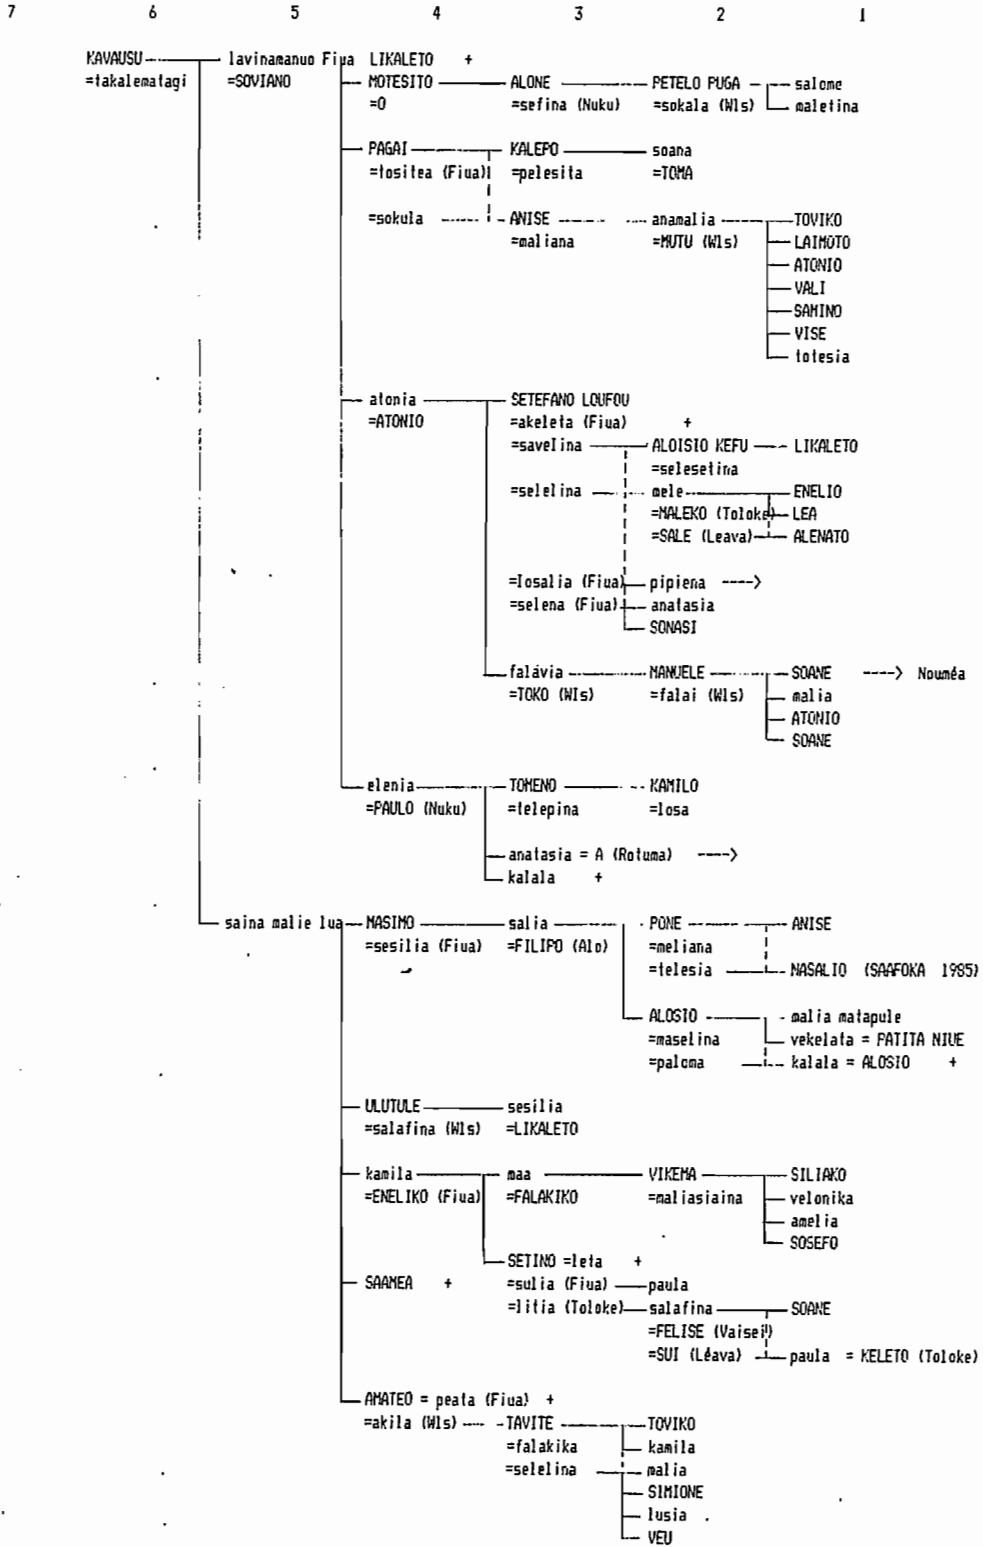 7 6 5 4 3 2 1
KAVAUSU lavinamanuo Fiua LIKALETO +
=takalematagi =SOVIANO MOTESITO ALONE PETELO PUGA salome
=O =sefina (Nuku) =sokala (Wls) maletina
PAGAI KALEPO soana
=tositea (Fiua) =pelesita =TOMA
=sokula ANISE anamalia TOVIKO
=maliana =MUTU (Wls) LAIMOTO
ATONIO
VALI
SAMINO
VISE
totesia
atonia SETEFANO LOUFOU
=ATONIO =akeleta (Fiua) +
=savelina ALOISIO KEFU LIKALETO
=selesetina
=selelina mele ENELIO
=MALEKO (Toloke) LEA
=SALE (Leava) ALENATO
=Iosalia (Fiua) pipiena ---->
=selena (Fiua) anatasia
SONASI
falávia MANUELE SOANE ----> Nouméa
=TOKO (Wls) =falai (Wls) malia
ATONIO
SOANE
elenia TOMENO KAMILO
=PAULO (Nuku) =telepina =losa
anatasia = A (Rotuma) ---->
kalala +
saina malie lua MASIMO salia PONE ANISE
=sesilia (Fiua) =FILIPO (Alo) =meliana
=telesia NASALIO (SAAFOKA 1985)
ALOSIO malia matapule
=maselina vekelata = PATITA NIUE
=paloma kalala = ALOSIO +
ULUTULE sesilia
=salafina (Wls) =LIKALETO
kamila maa VIKEMA SILIAKO
=ENELIKO (Fiua) =FALAKIKO =maliasiaina velonika
amelia
SOSEFO
SETINO =leta +
SAAMEA + =sulia (Fiua) paula
=litia (Toloke) salafina SOANE
=FELISE (Vaisei)
=SUI (Léava) paula = KELETO (Toloke)
AMATEO = peata (Fiua) +
=akila (Wls) TAVITE TOVIKO
=falakika kamila
=selelina malia
SIMIONE
lusia
VEU